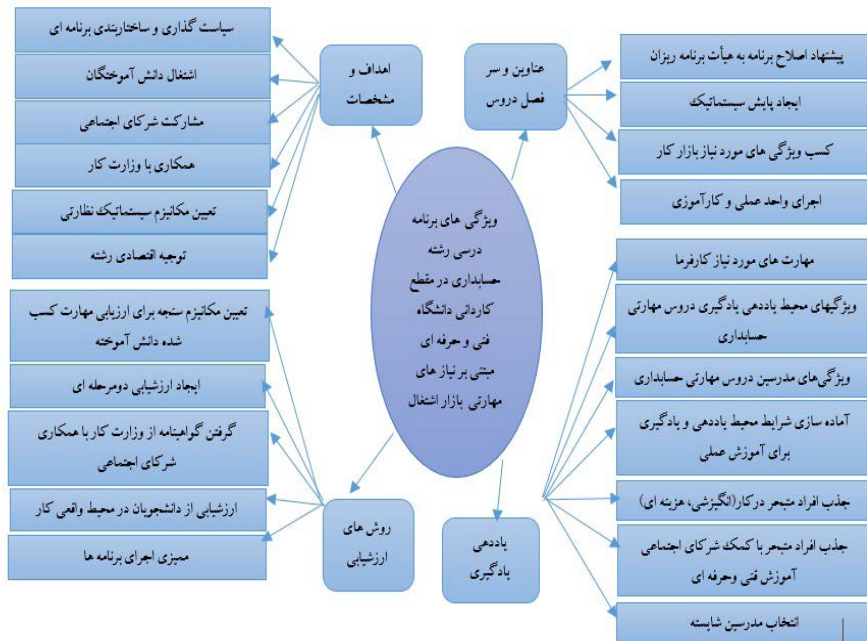 عناوین و سر
فصل دروس
پیشنهاد اصلاح برنامه به هیأت برنامه ریزان
ایجاد پایش سیستماتیک
کسب ویژگی های مورد نیاز بازار کار
اجرای واحد عملی و کارآموزی
اهداف و
مشخصات
سیاست گذاری و ساختاربندی برنامه ای
اشتغال دانش آموختگان
مشارکت شرکای اجتماعی
همکاری با وزارت کار
تعیین مکانیزم سیستماتیک نظارتی
توجیه اقتصادی رشته
ویژگی های برنامه
درسی رشته
حسابداری در مقطع
کاردانی دانشگاه
فنی و حرفه ای
مبتنی بر نیاز های
مهارتی بازار اشتغال
یاددهی
یادگیری
مهارت های مورد نیاز کارفرما
ویژگیهای محیط یاددهی یادگیری دروس مهارتی
حسابداری
ویژگی‌های مدرسین دروس مهارتی حسابداری
آماده سازی شرایط محیط یاددهی و یادگیری
برای آموزش عملی
جذب افراد متبحر درکار(انگیزشی، هزینه ای)
جذب افراد متبحر با کمک شرکای اجتماعی
آموزش فنی وحرفه ای
انتخاب مدرسین شایسته
روش های
ارزشیابی
تعیین مکانیزم سنجه برای ارزیابی مهارت کسب
شده دانش آموخته
ایجاد ارزشیابی دومرحله ای
گرفتن گواهینامه از وزارت کار با همکاری
شرکای اجتماعی
ارزشیابی از دانشجویان در محیط واقعی کار
ممیزی اجرای برنامه ها